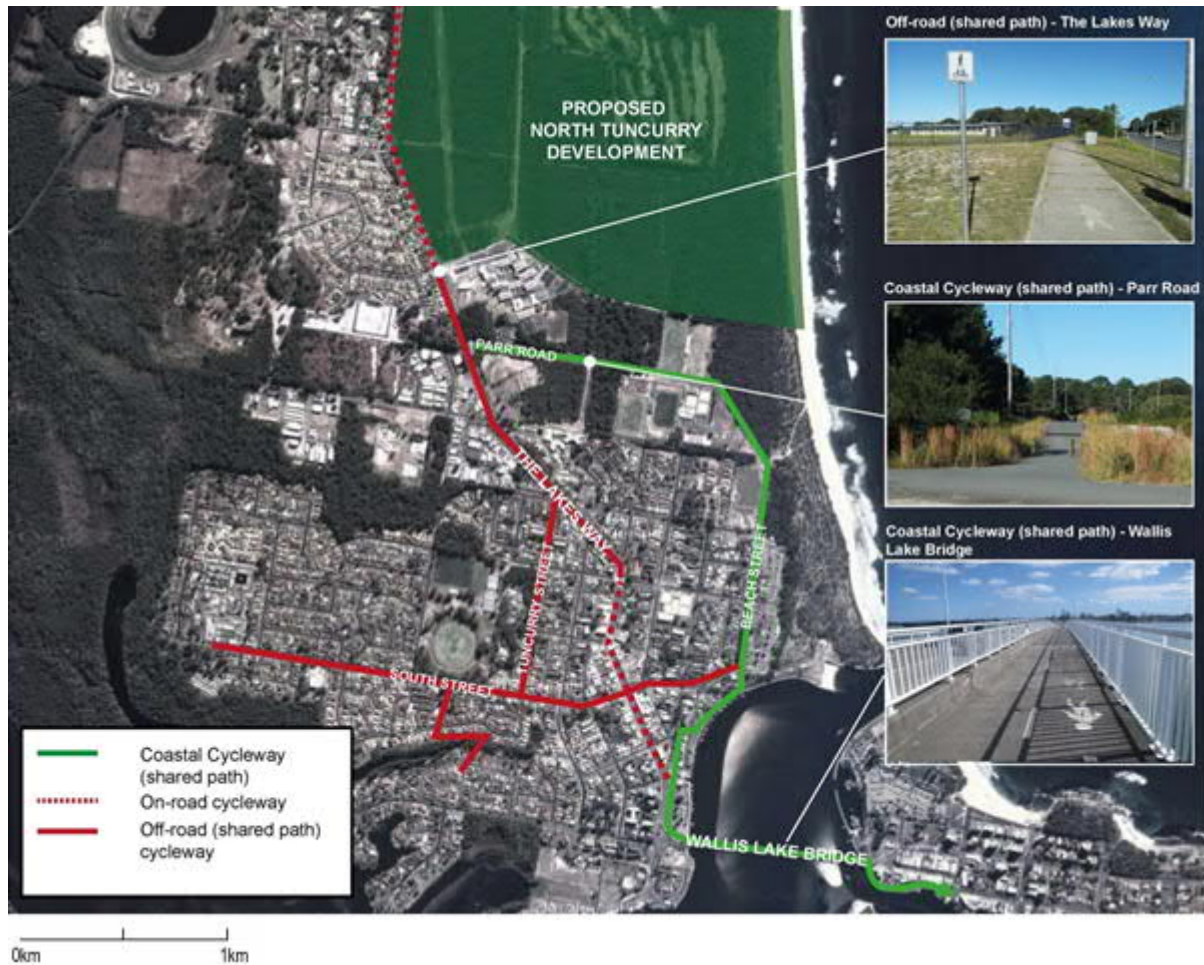 Off-road (shared path) - The Lakes Way
PROPOSED
NORTH TUNCURRY
DEVELOPMENT
Coastal Cycleway (shared path) - Parr Road
PARR ROAD
THE LAKES WAY
Coastal Cycleway (shared path) - Wallis
Lake Bridge
TUNCURRY STREET
BEACH STREET
SOUTH STREET
WALLIS LAKE BRIDGE
Coastal Cycleway
(shared path)
On-road cycleway
Off-road (shared path)
cycleway
0km
1km